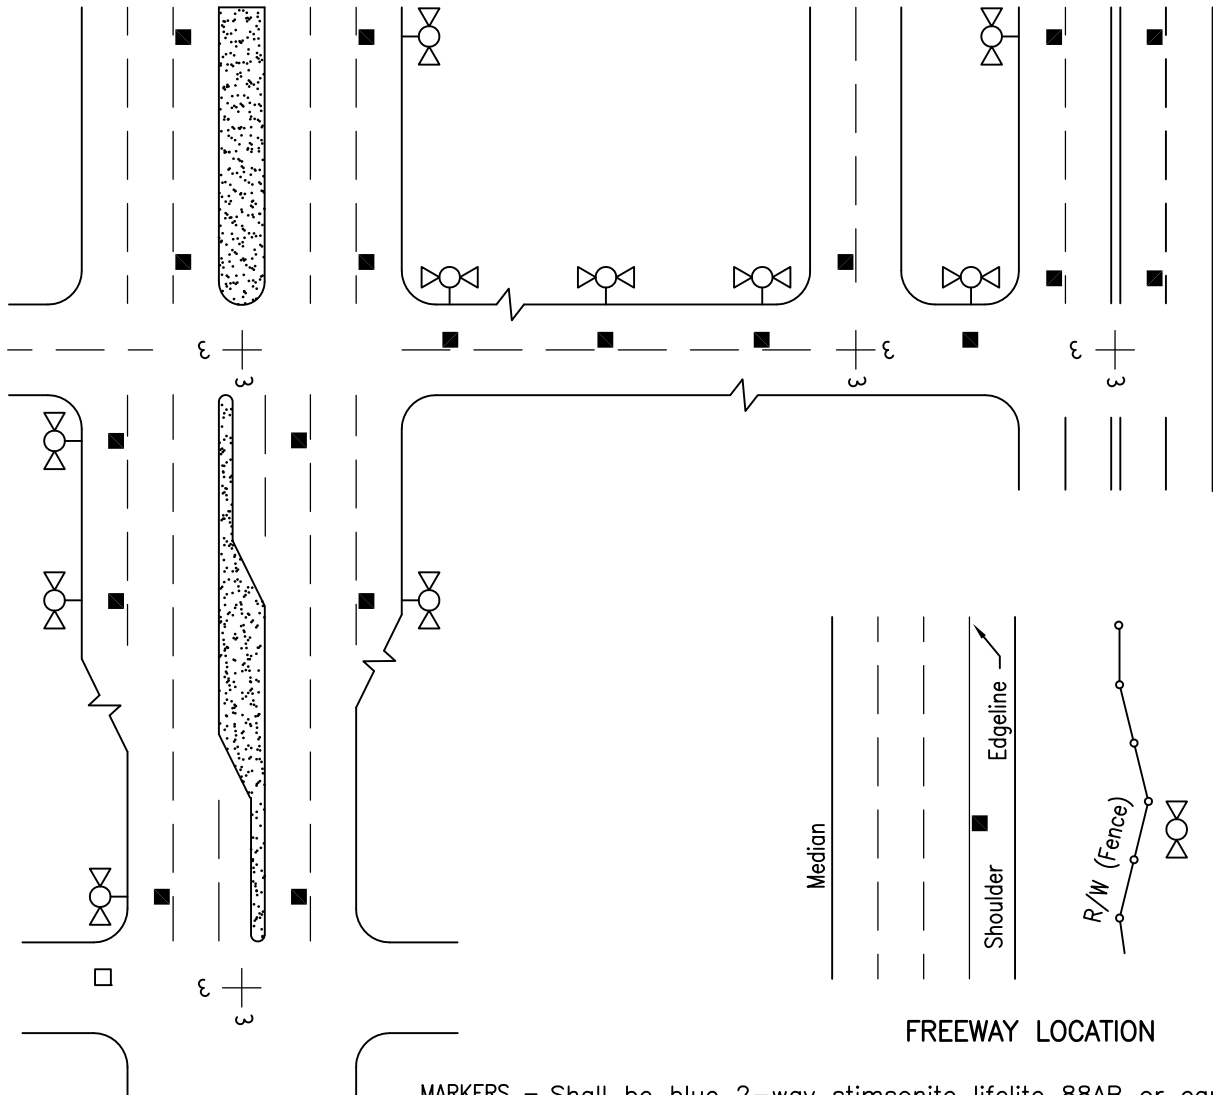 Edgeline
Median
Shoulder
R/W (Fence)
FREEWAY LOCATION
MARKERS - Shall be blue 2-way stimsonite lifelite 88AB or